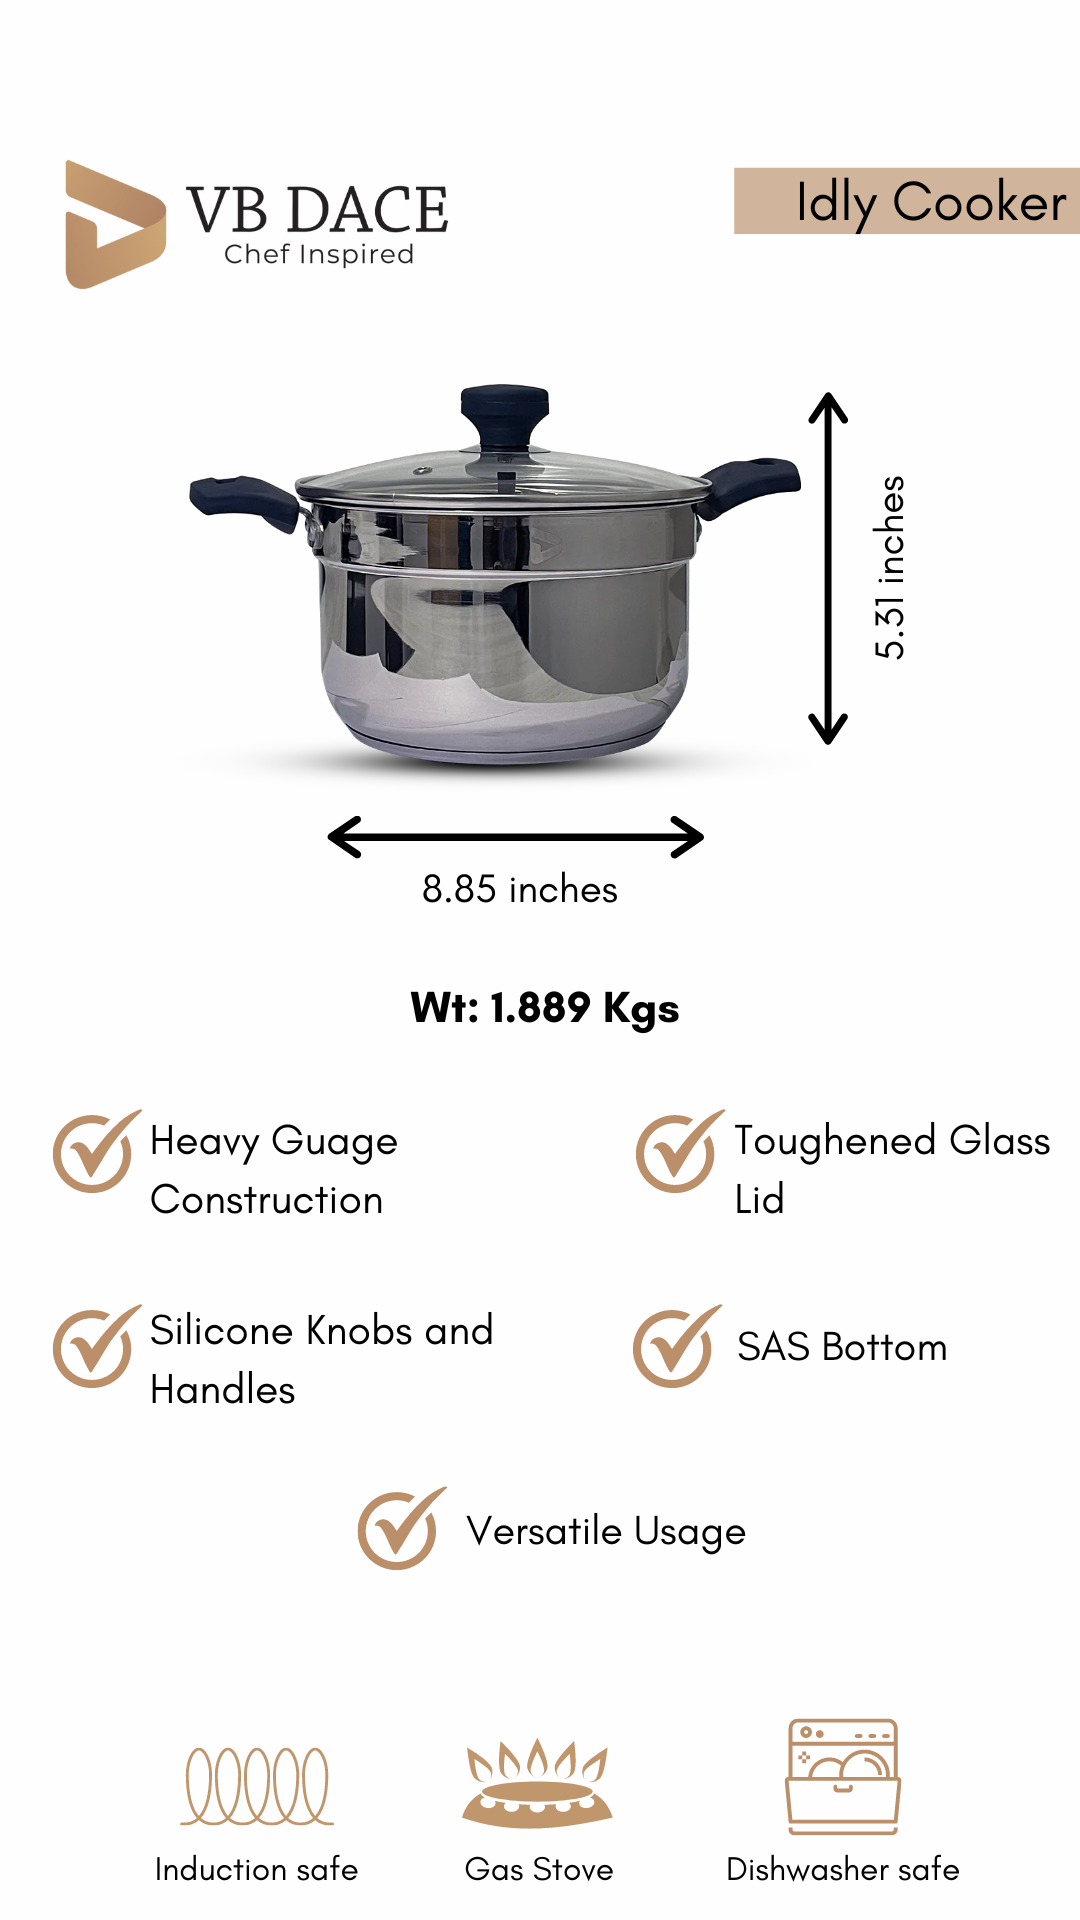 VB DACE
Chef Inspired
Idly Cooker
5.31 inches
8.85 inches
Wt: 1.889 Kgs
Heavy Guage
Construction
Toughened Glass
Lid
Silicone Knobs and
Handles
SAS Bottom
Versatile Usage
Induction safe
Gas Stove
Dishwasher safe